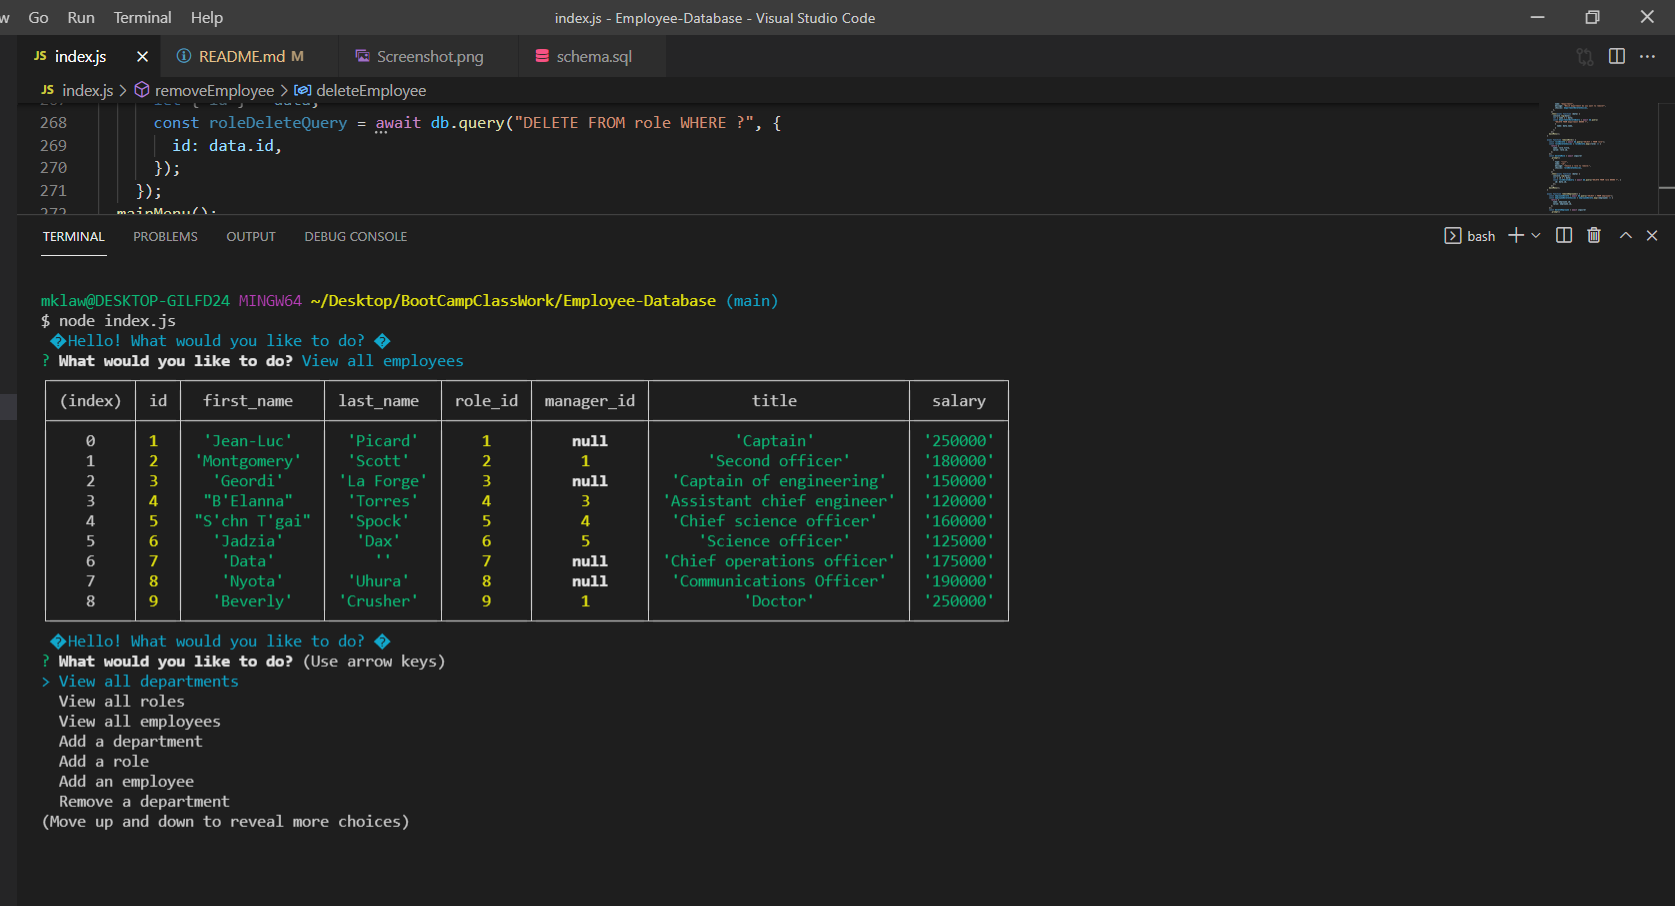 w Go Run Terminal Help index.js - Employee-Database - Visual Studio Code
JS index.js README.md M Screenshot.png schema.sql
JS index.js > removeEmployee > deleteEmployee
268 const roleDeleteQuery = await db.query("DELETE FROM role WHERE ?", {
269 id: data.id,
270 });
271 });
272 mainMenu();
TERMINAL PROBLEMS OUTPUT DEBUG CONSOLE bash
mklaw@DESKTOP-GILFD24 MINGW64 ~/Desktop/BootCampClassWork/Employee-Database (main)
$ node index.js
�Hello! What would you like to do? �
? What would you like to do? View all employees
(index) id first_name last_name role_id manager_id title salary
0 1 'Jean-Luc' 'Picard' 1 null 'Captain' '250000'
1 2 'Montgomery' 'Scott' 2 1 'Second officer' '180000'
2 3 'Geordi' 'La Forge' 3 null 'Captain of engineering' '150000'
3 4 "B'Elanna" 'Torres' 4 3 'Assistant chief engineer' '120000'
4 5 "S'chn T'gai" 'Spock' 5 4 'Chief science officer' '160000'
5 6 'Jadzia' 'Dax' 6 5 'Science officer' '125000'
6 7 'Data' '' 7 null 'Chief operations officer' '175000'
7 8 'Nyota' 'Uhura' 8 null 'Communications Officer' '190000'
8 9 'Beverly' 'Crusher' 9 1 'Doctor' '250000'
�Hello! What would you like to do? �
? What would you like to do? (Use arrow keys)
> View all departments
View all roles
View all employees
Add a department
Add a role
Add an employee
Remove a department
(Move up and down to reveal more choices)